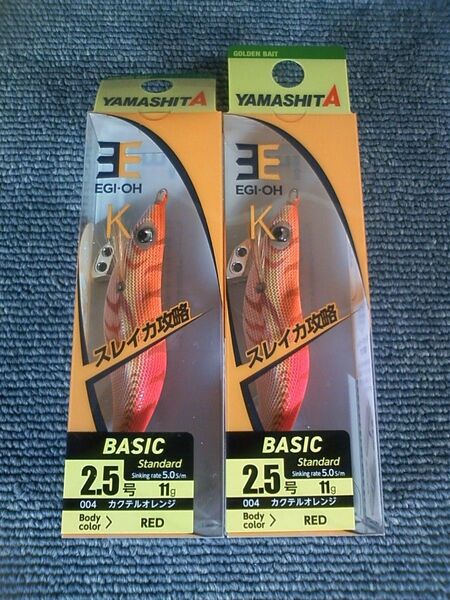 YAMASHITA
EGI-OH
K
スレイカ攻略
BASIC
Standard
2.5号
Sinking rate 5.0 s/m
11g
004 カクテルオレンジ
Body color > RED
GOLDEN BAIT
YAMASHITA
EGI-OH
K
スレイカ攻略
BASIC
Standard
2.5号
Sinking rate 5.0 s/m
11g
004 カクテルオレンジ
Body color > RED